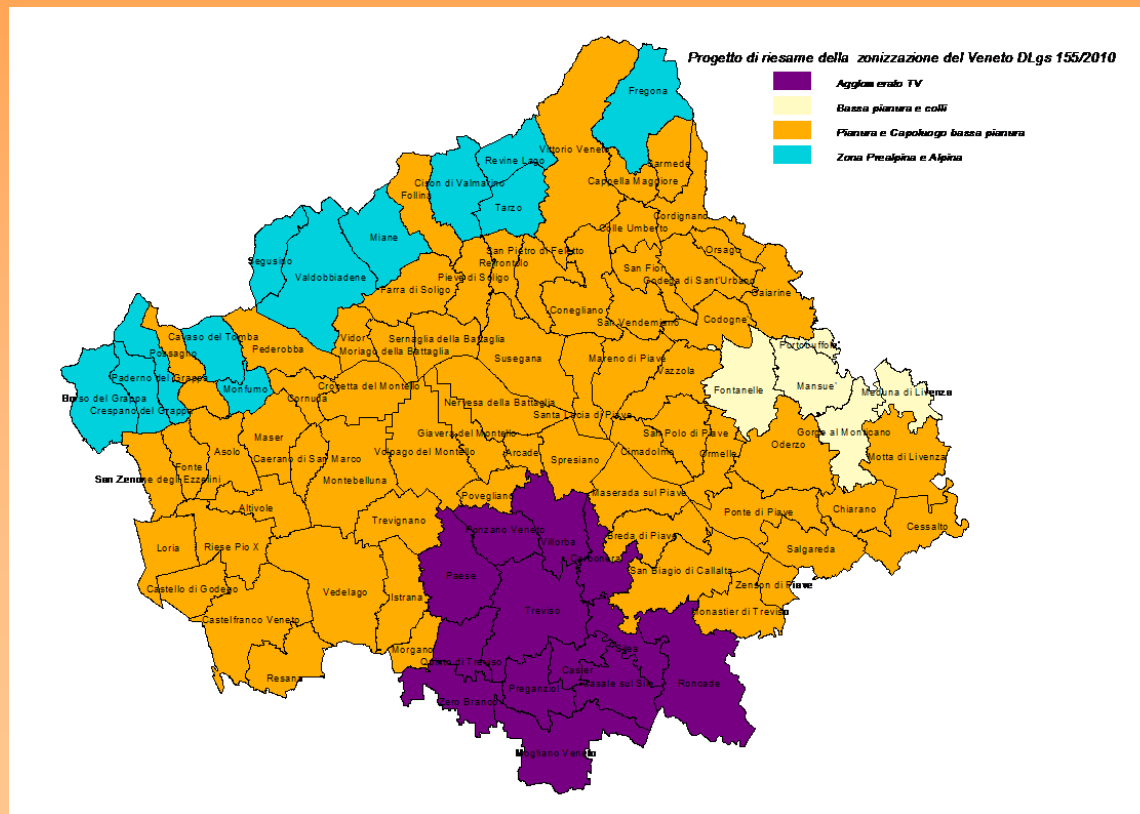 Progetto di riesame della zonizzazione del Veneto DLgs 155/2010
Agglomerato TV
Bassa pianura e colli
Pianura e Capoluogo bassa pianura
Zona Prealpina e Alpina
Fregona
Vittorio Veneto
Sarmede
Revine Lago
Cison di Valmarino
Cappella Maggiore
Follina
Tarzo
Cordignano
Miane
Colle Umberto
Segusino
San Pietro di Feletto
Orsago
Valdobbiadene
Refrontolo
San Fior
Pieve di Soligo
Godega di Sant'Urbano
Farra di Soligo
Gaiarine
Conegliano
San Vendemiano
Codogne'
Cavaso del Tomba
Vidor
Sernaglia della Battaglia
Pederobba
Moriago della Battaglia
Portobuffole
Possagno
Susegana
Mareno di Piave
Vazzola
Paderno del Grappa
Fontanelle
Mansue'
Monfumo
Crocetta del Montello
Meduna di Livenza
Borso del Grappa
Nervesa della Battaglia
Crespano del Grappa
Cornuda
Santa Lucia di Piave
Giavera del Montello
San Polo di Piave
Gorgo al Monticano
Maser
Oderzo
Asolo
Caerano di San Marco
Volpago del Montello
Arcade
Cimadolmo
Ormelle
Motta di Livenza
Fonte
Spresiano
San Zenone degli Ezzelini
Montebelluna
Povegliano
Maserada sul Piave
Altivole
Ponte di Piave
Chiarano
Trevignano
Cessalto
Ponzano Veneto
Villorba
Breda di Piave
Loria
Riese Pio X
Salgareda
Carbonera
San Biagio di Callalta
Paese
Castello di Godego
Vedelago
Istrana
Zenson di Piave
Treviso
Monastier di Treviso
Castelfranco Veneto
Morgano
Silea
Quinto di Treviso
Casier
Resana
Casale sul Sile
Roncade
Preganziol
Zero Branco
Mogliano Veneto